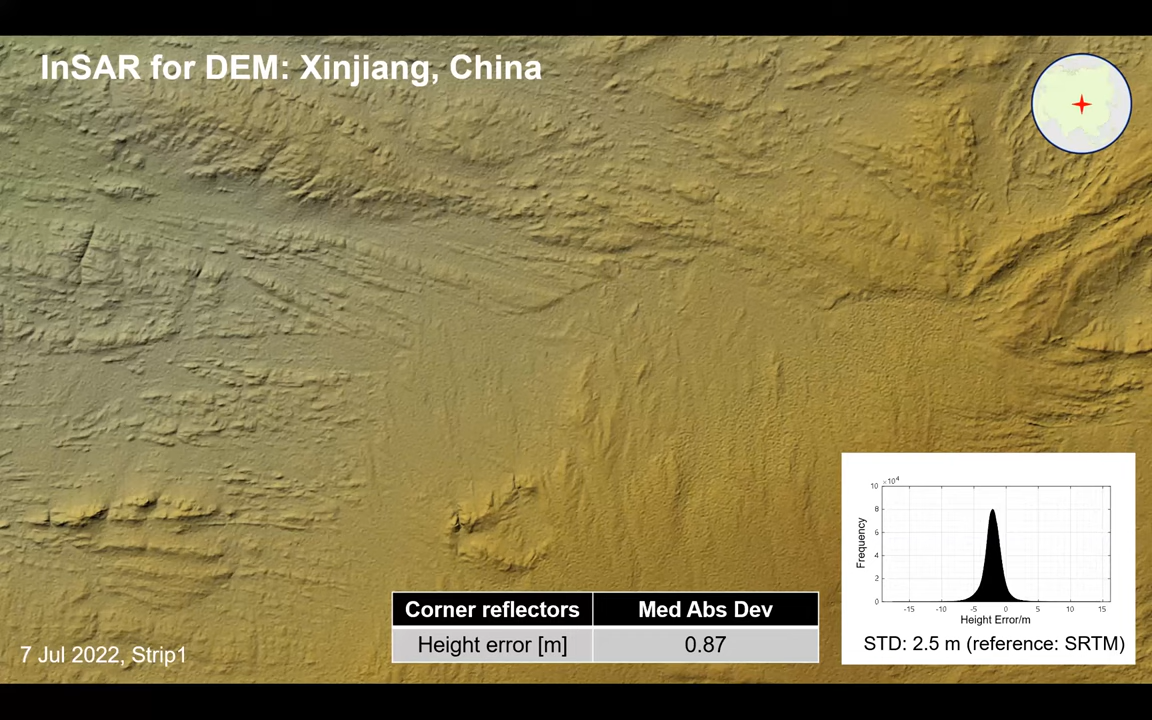 InSAR for DEM: Xinjiang, China
×10⁴
10
8
6
4
2
0
Frequency
-15 -10 -5 0 5 10 15
Height Error/m
STD: 2.5 m (reference: SRTM)
Corner reflectors Med Abs Dev
Height error [m] 0.87
7 Jul 2022, Strip1